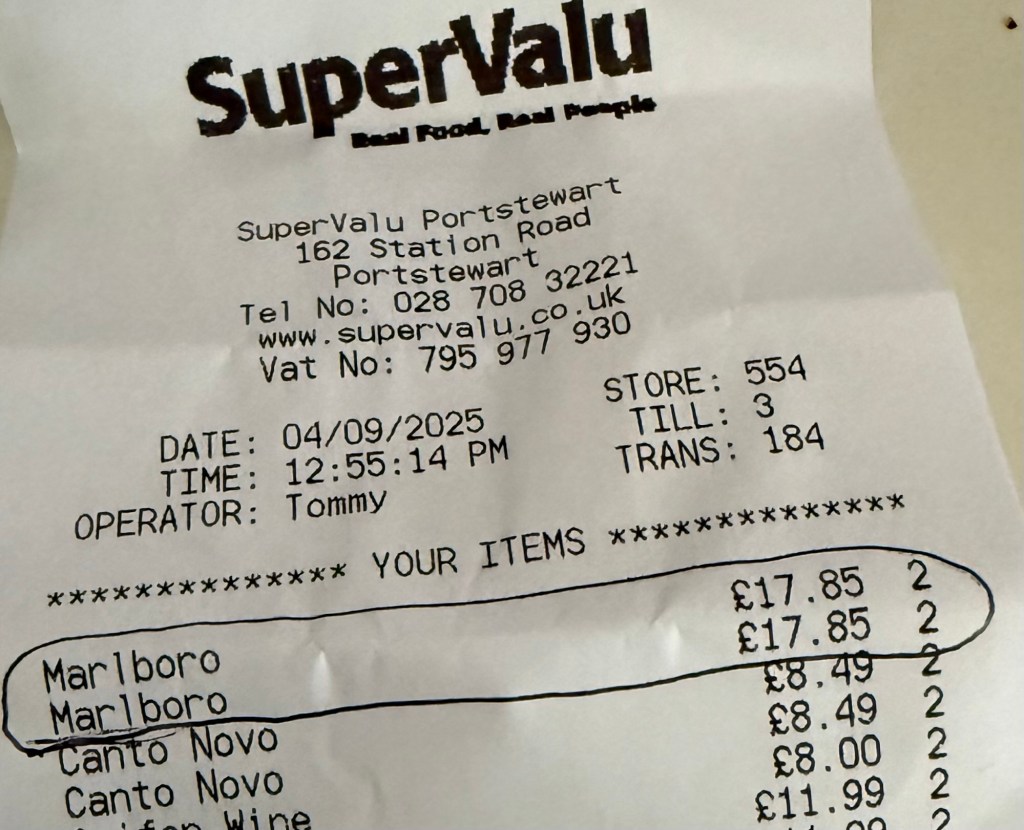 SuperValu
Real Food, Real People
SuperValu Portstewart
162 Station Road
Portstewart
Tel No: 028 708 32221
www.supervalu.co.uk
Vat No: 795 977 930
DATE: 04/09/2025 STORE: 554
TIME: 12:55:14 PM TILL: 3
OPERATOR: Tommy TRANS: 184
************** YOUR ITEMS **************
Marlboro £17.85 2
Marlboro £17.85 2
Canto Novo £8.49 2
Canto Novo £8.49 2
Wine £8.00 2
£11.99 2